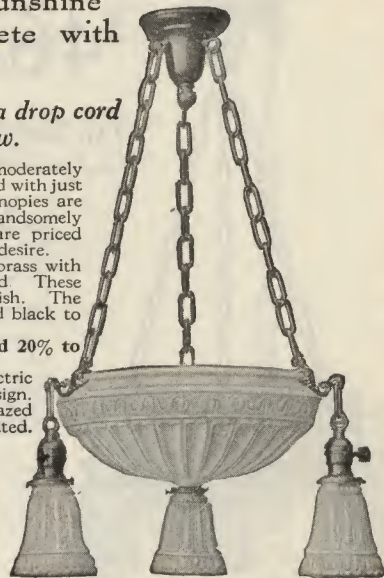 unshine
ete with
a drop cord
w.
moderately
d with just
nopies are
andsomely
are priced
desire.
brass with
d. These
ish. The
d black to
d 20% to
ctric
sign.
azed
ted.